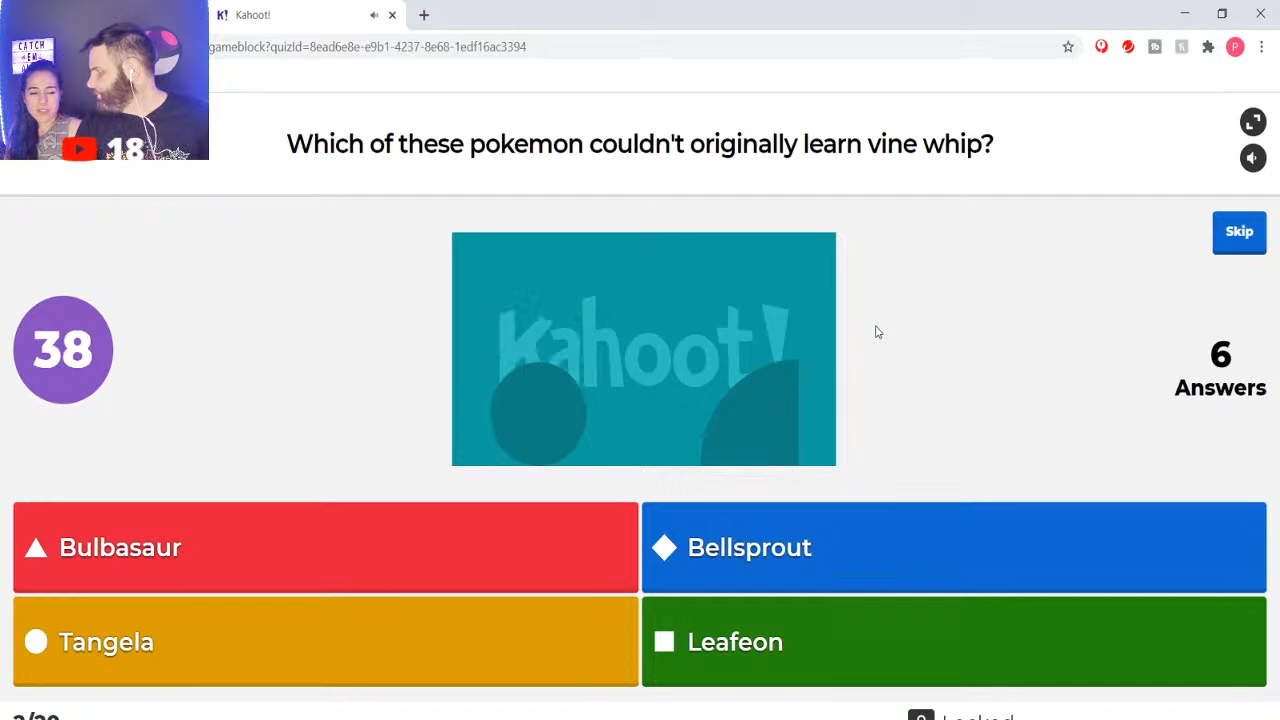 CATCH
EM
18
K! Kahoot!
gameblock?quizId=8ead6e8e-e9b1-4237-8e68-1edf16ac3394
P
Which of these pokemon couldn't originally learn vine whip?
Skip
Kahoot!
38
6
Answers
Bulbasaur
Bellsprout
Tangela
Leafeon